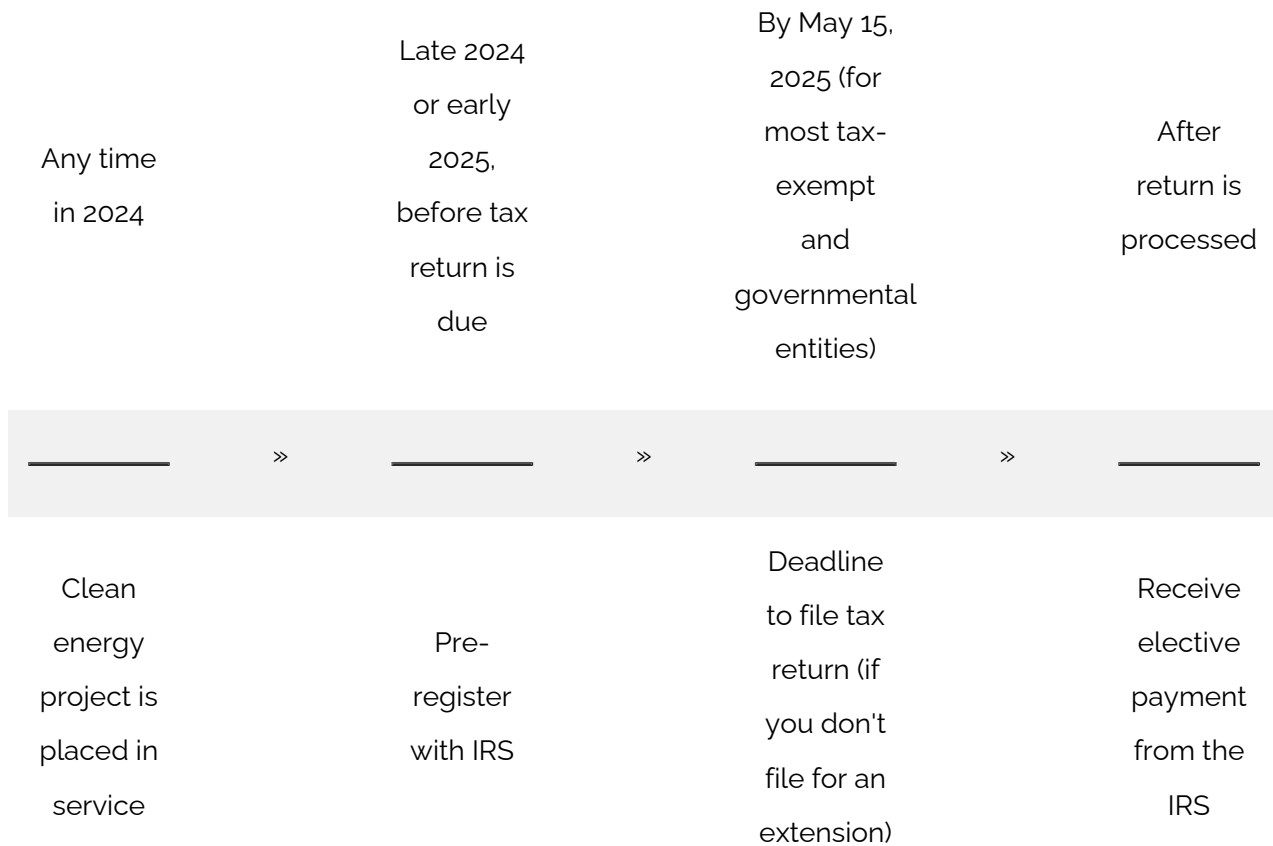 Any time
in 2024
Late 2024
or early
2025,
before tax
return is
due
By May 15,
2025 (for
most tax-
exempt
and
governmental
entities)
After
return is
processed
»
»
»
Clean
energy
project is
placed in
service
Pre-
register
with IRS
Deadline
to file tax
return (if
you don't
file for an
extension)
Receive
elective
payment
from the
IRS